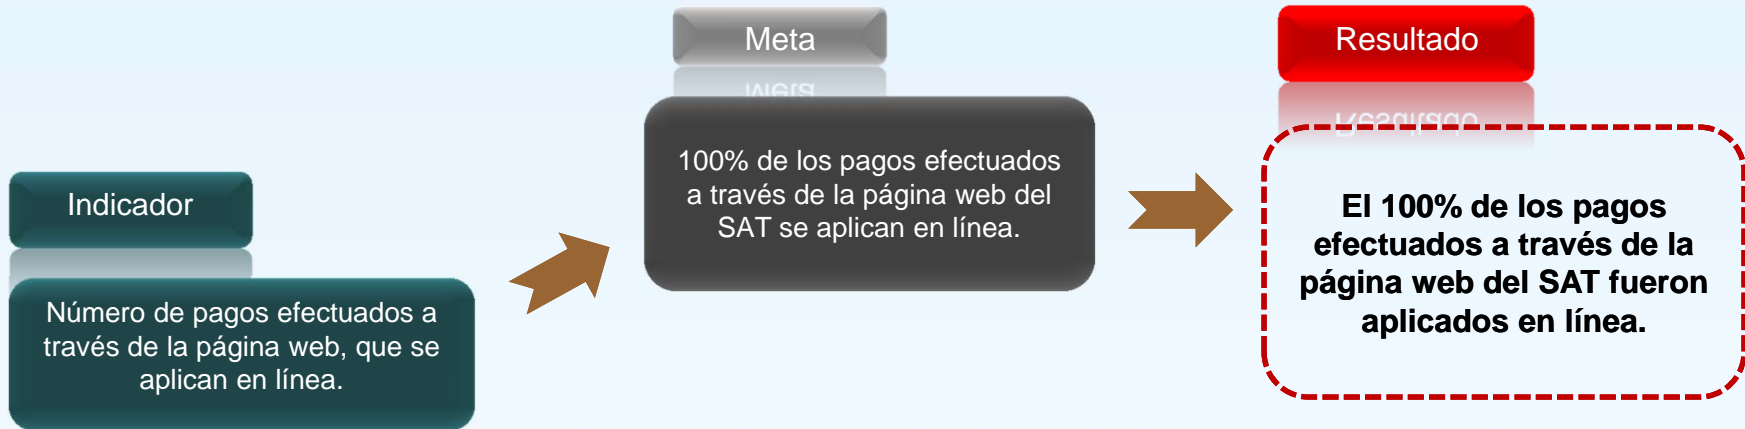 Indicador
Número de pagos efectuados a
través de la página web, que se
aplican en línea.
Meta
100% de los pagos efectuados
a través de la página web del
SAT se aplican en línea.
Resultado
El 100% de los pagos
efectuados a través de la
página web del SAT fueron
aplicados en línea.